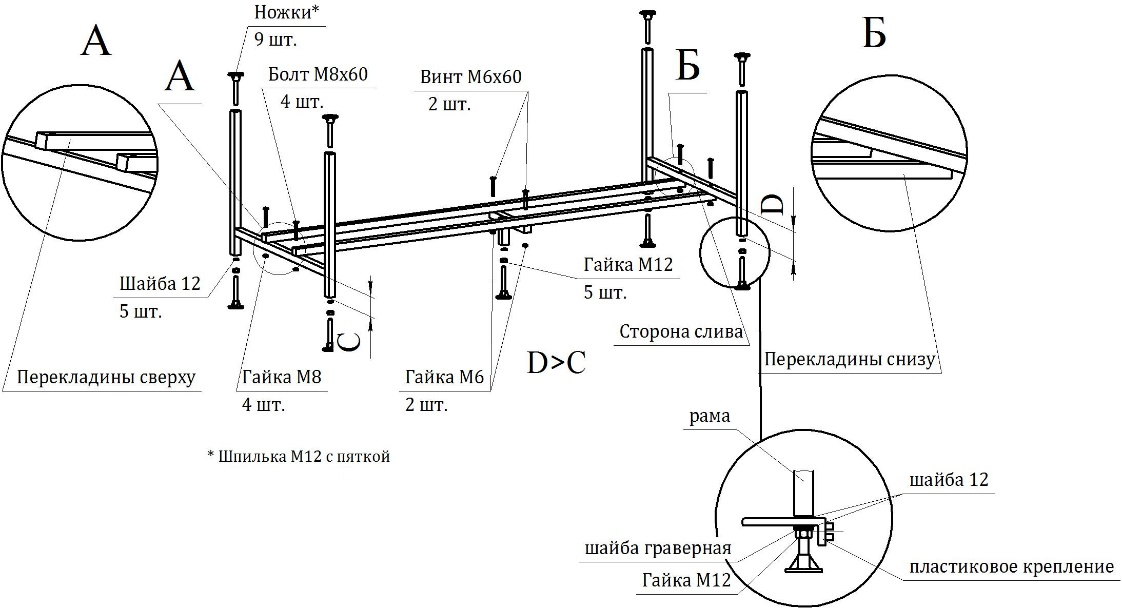 Ножки*
9 шт.
А
А
Болт М8х60
4 шт.
Винт М6х60
2 шт.
Б
Б
D
Шайба 12
5 шт.
Гайка М12
5 шт.
С
Сторона слива
D>C
Перекладины сверху
Гайка М8
4 шт.
Гайка М6
2 шт.
Перекладины снизу
* Шпилька М12 с пяткой
рама
шайба 12
шайба граверная
Гайка М12
пластиковое крепление